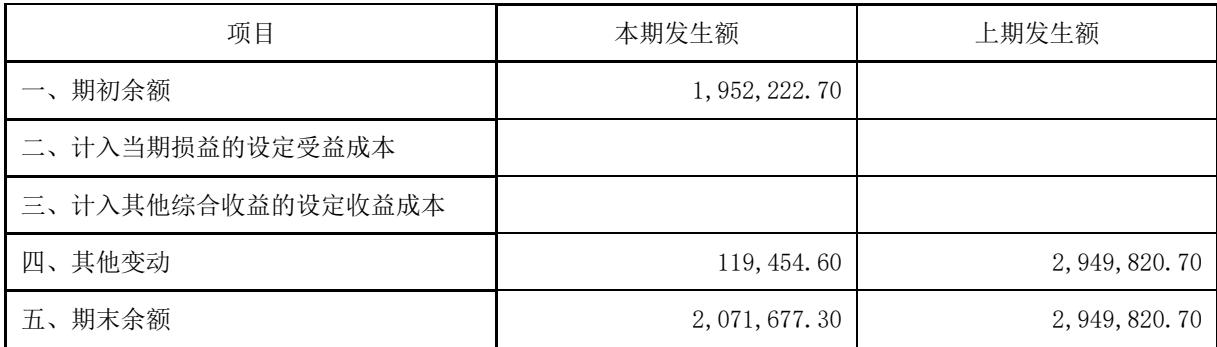 项目 本期发生额 上期发生额
一、期初余额 1,952,222.70
二、计入当期损益的设定受益成本
三、计入其他综合收益的设定收益成本
四、其他变动 119,454.60 2,949,820.70
五、期末余额 2,071,677.30 2,949,820.70